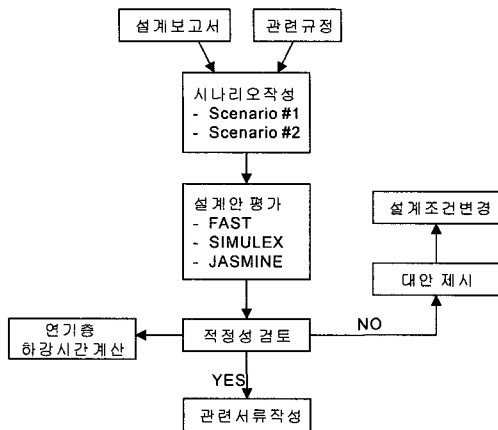 설계보고서
관련규정
시나리오작성
- Scenario #1
- Scenario #2
설계안 평가
- FAST
- SIMULEX
- JASMINE
설계조건변경
대안 제시
연기층
하강시간계산
적정성 검토
NO
YES
관련서류작성